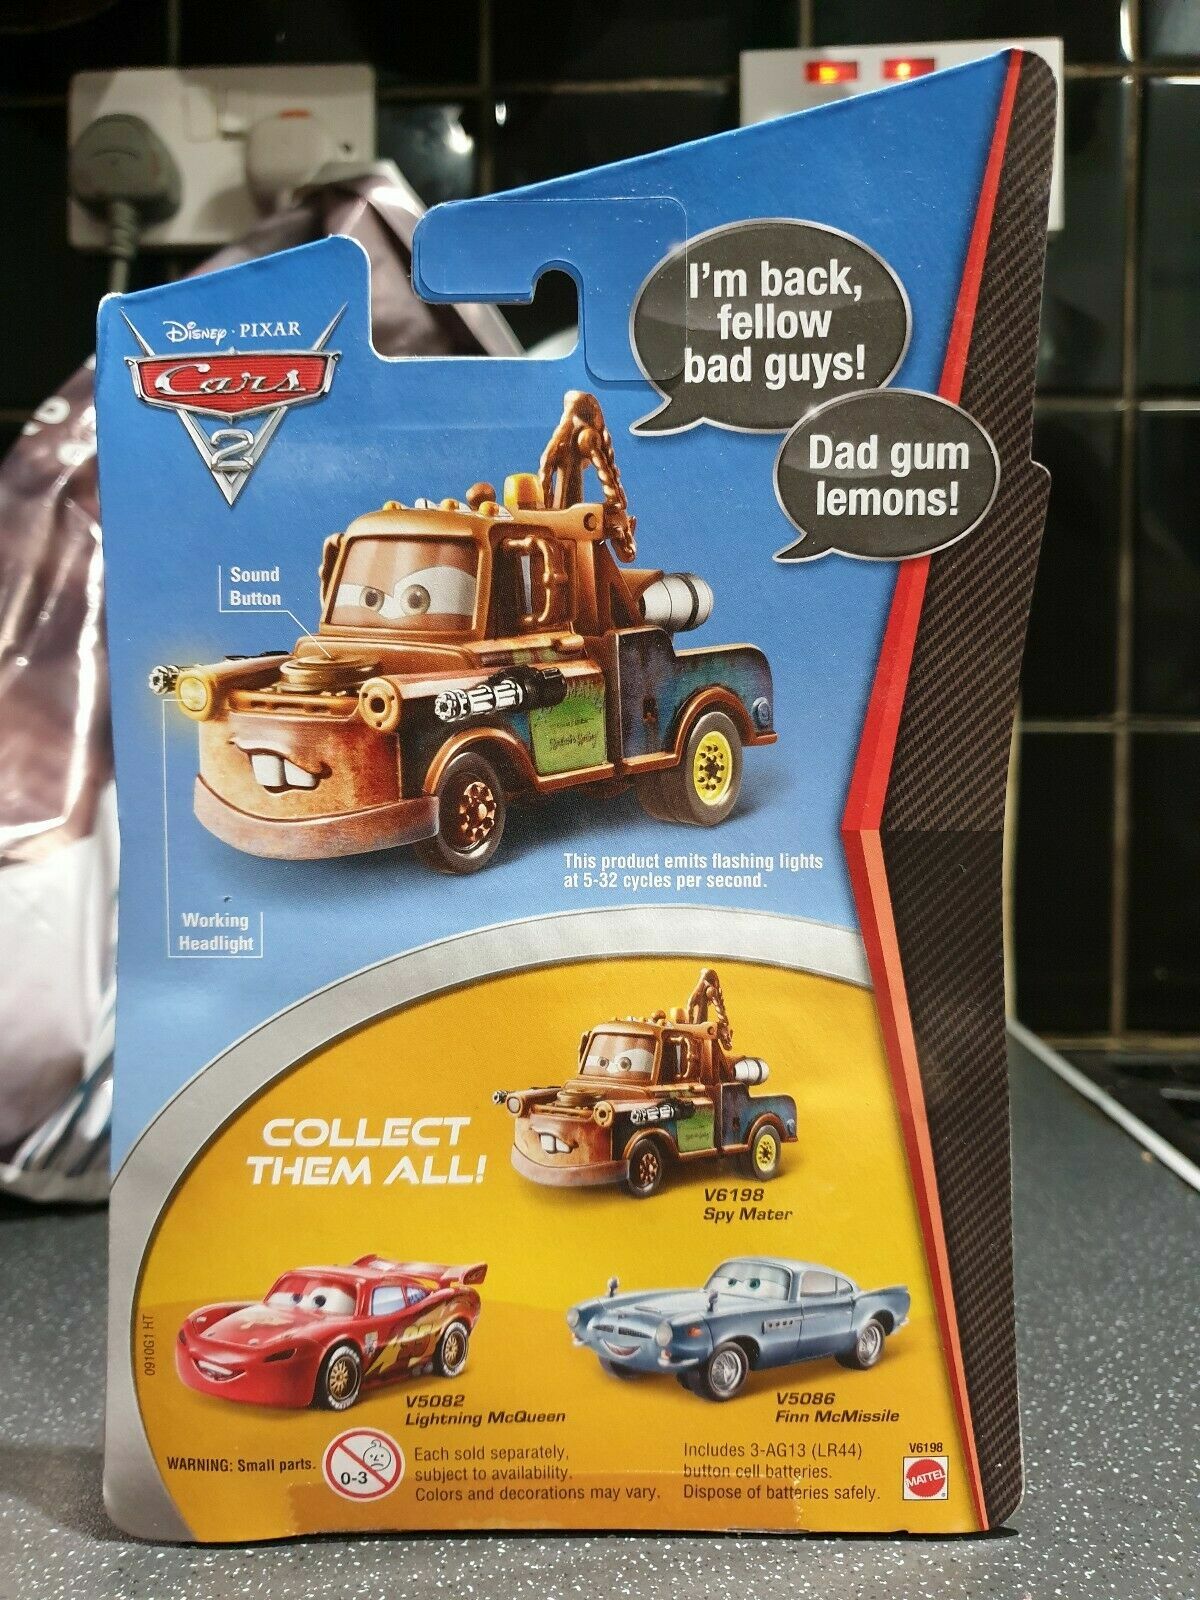 I'm back,
fellow
bad guys!
Dad gum
lemons!
Disney · PIXAR
Cars
2
Sound
Button
This product emits flashing lights
at 5-32 cycles per second.
Working
Headlight
COLLECT
THEM ALL!
V6198
Spy Mater
V5082
Lightning McQueen
V5086
Finn McMissile
0910G1 HT
WARNING: Small parts.
0-3
Each sold separately,
subject to availability.
Colors and decorations may vary.
Includes 3-AG13 (LR44)
button cell batteries.
Dispose of batteries safely.
V6198
MATTEL